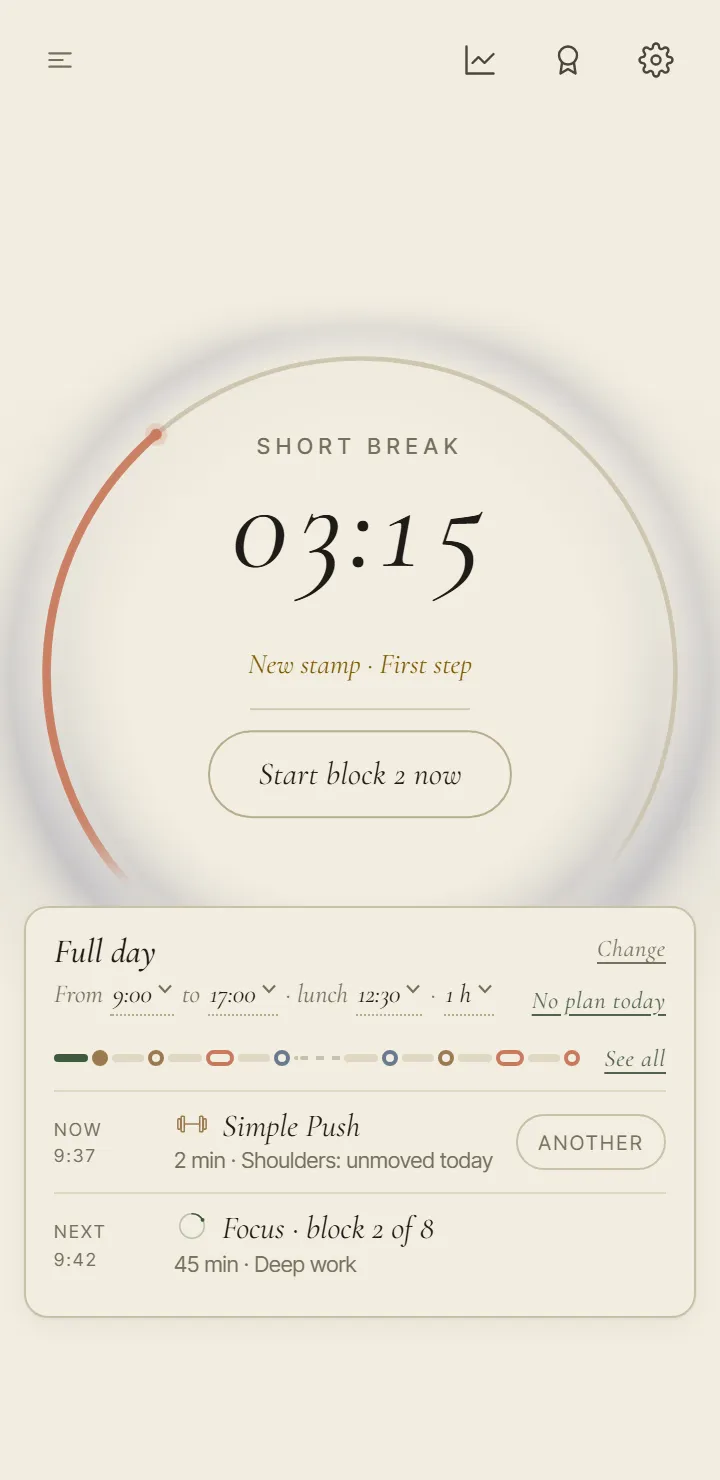 SHORT BREAK
03:15
New stamp · First step
Start block 2 now
Full day
Change
From 9:00 to 17:00 · lunch 12:30 · 1 h
No plan today
See all
NOW
9:37
Simple Push
2 min · Shoulders: unmoved today
ANOTHER
NEXT
9:42
Focus · block 2 of 8
45 min · Deep work